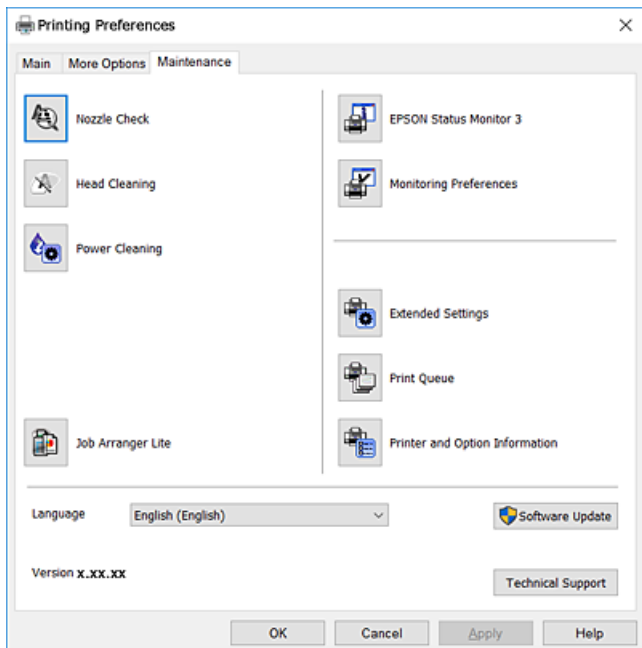 Printing Preferences
Main More Options Maintenance
Nozzle Check
EPSON Status Monitor 3
Head Cleaning
Monitoring Preferences
Power Cleaning
Extended Settings
Print Queue
Job Arranger Lite
Printer and Option Information
Language English (English)
Software Update
Version x.xx.xx
Technical Support
OK Cancel Apply Help